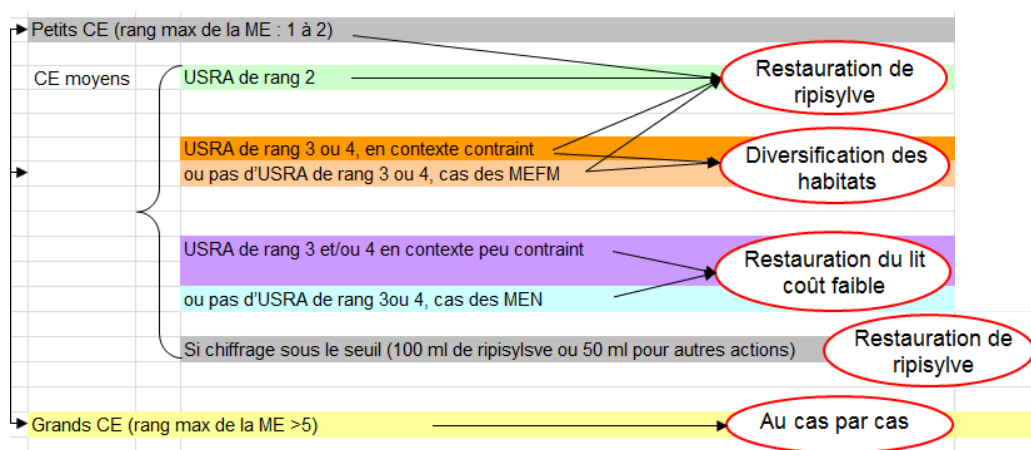 Petits CE (rang max de la ME : 1 à 2)
CE moyens
USRA de rang 2
Restauration de
ripisylve
USRA de rang 3 ou 4, en contexte contraint
ou pas d’USRA de rang 3 ou 4, cas des MEFM
Diversification des
habitats
USRA de rang 3 et/ou 4 en contexte peu contraint
ou pas d’USRA de rang 3ou 4, cas des MEN
Restauration du lit
coût faible
Si chiffrage sous le seuil (100 ml de ripisylsve ou 50 ml pour autres actions)
Restauration de
ripisylve
Grands CE (rang max de la ME >5)
Au cas par cas